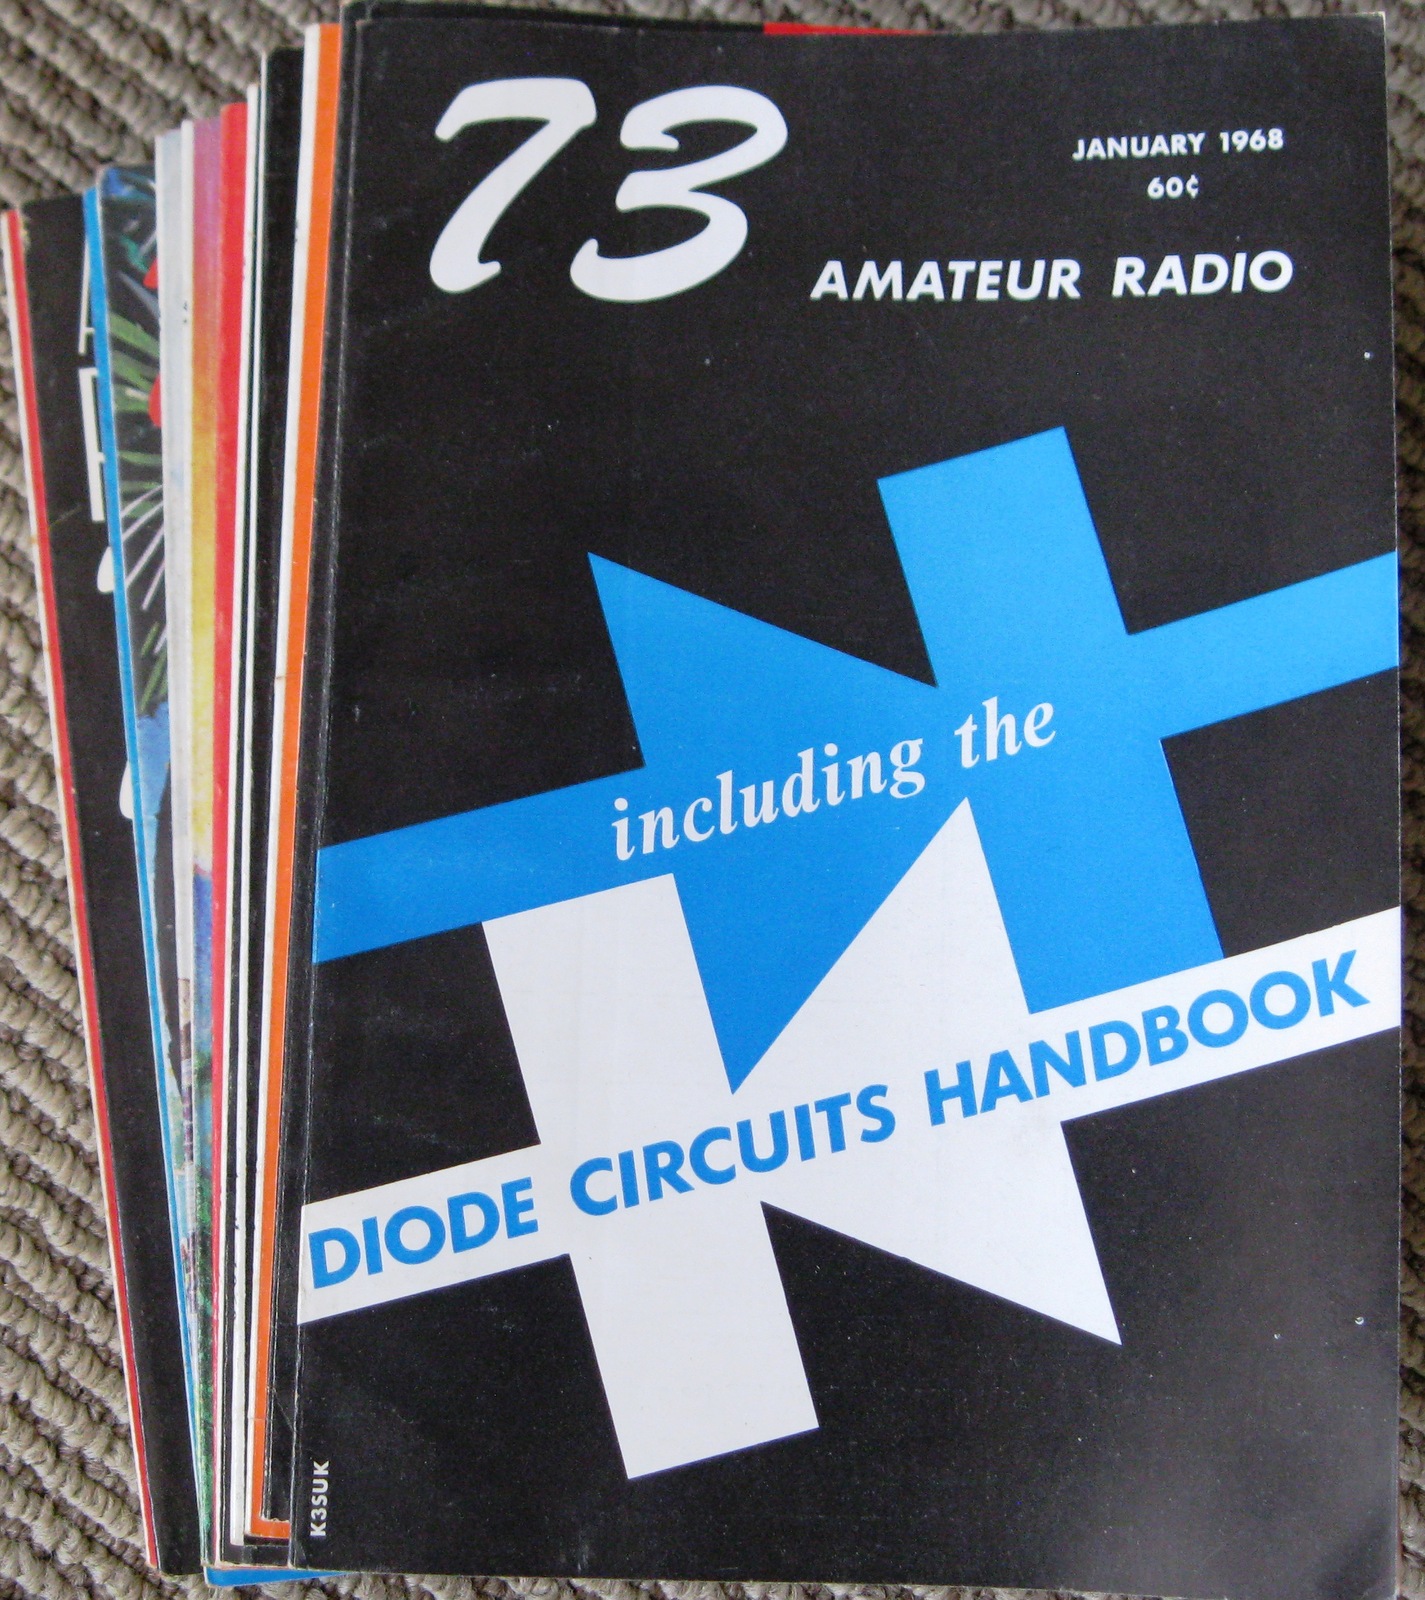 73
JANUARY 1968
60¢
AMATEUR RADIO
including the
DIODE CIRCUITS HANDBOOK
K3SUK